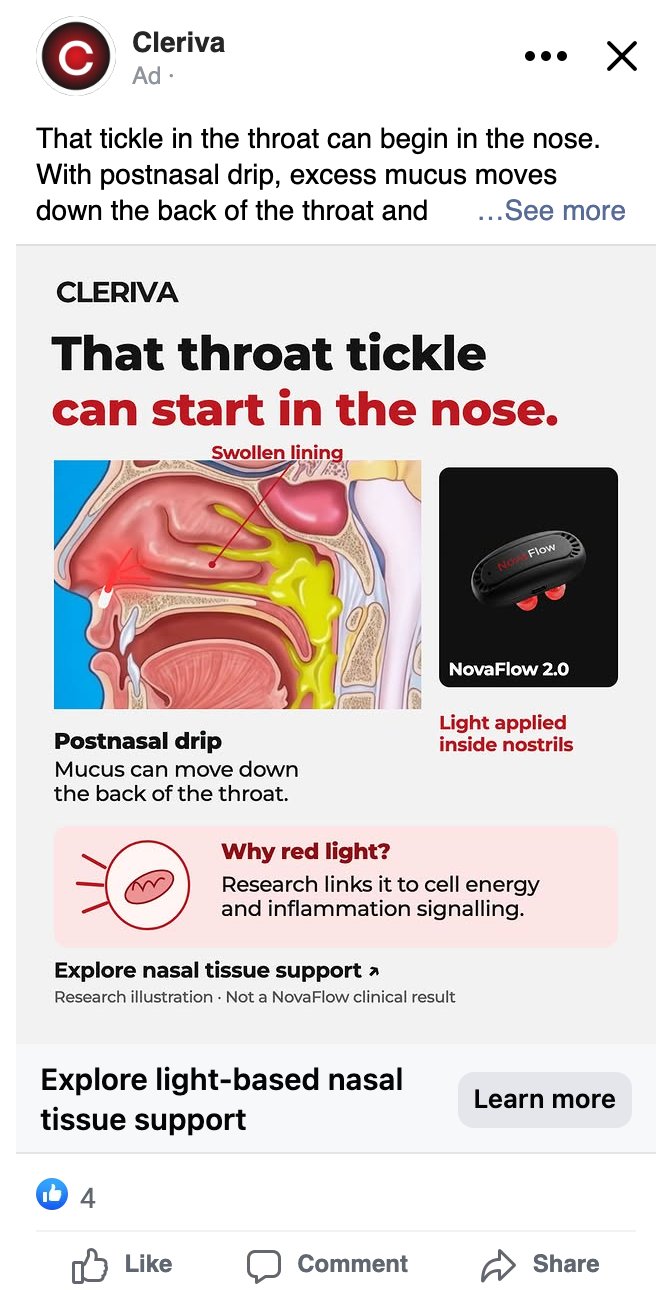 Cleriva
Ad ·
That tickle in the throat can begin in the nose.
With postnasal drip, excess mucus moves
down the back of the throat and ...See more
CLERIVA
That throat tickle
can start in the nose.
Swollen lining
NovaFlow
NovaFlow 2.0
Light applied
inside nostrils
Postnasal drip
Mucus can move down
the back of the throat.
Why red light?
Research links it to cell energy
and inflammation signalling.
Explore nasal tissue support ↗
Research illustration · Not a NovaFlow clinical result
Explore light-based nasal
tissue support
Learn more
4
Like
Comment
Share